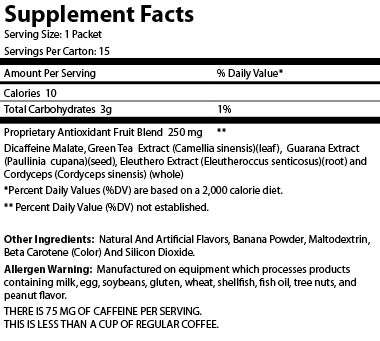 Supplement Facts
Serving Size: 1 Packet
Servings Per Carton: 15
Amount Per Serving % Daily Value*
Calories 10
Total Carbohydrates 3g 1%
Proprietary Antioxidant Fruit Blend 250 mg **
Dicaffeine Malate, Green Tea Extract (Camellia sinensis)(leaf), Guarana Extract
(Paullinia cupana)(seed), Eleuthero Extract (Eleutheroccus senticosus)(root) and
Cordyceps (Cordyceps sinensis) (whole)
*Percent Daily Values (%DV) are based on a 2,000 calorie diet.
** Percent Daily Value (%DV) not established.
Other Ingredients: Natural And Artificial Flavors, Banana Powder, Maltodextrin,
Beta Carotene (Color) And Silicon Dioxide.
Allergen Warning: Manufactured on equipment which processes products
containing milk, egg, soybeans, gluten, wheat, shellfish, fish oil, tree nuts, and
peanut flavor.
THERE IS 75 MG OF CAFFEINE PER SERVING.
THIS IS LESS THAN A CUP OF REGULAR COFFEE.